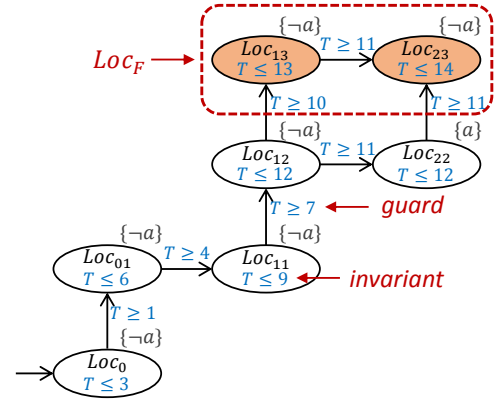 {¬a} {¬a}
Loc_F Loc_13 T ≥ 11 Loc_23
T ≤ 13 T ≤ 14
T ≥ 10 T ≥ 11
{¬a} {a}
Loc_12 T ≥ 11 Loc_22
T ≤ 12 T ≤ 12
T ≥ 7 guard
{¬a} {¬a}
Loc_01 T ≥ 4 Loc_11
T ≤ 6 T ≤ 9 invariant
T ≥ 1
{¬a}
Loc_0
T ≤ 3